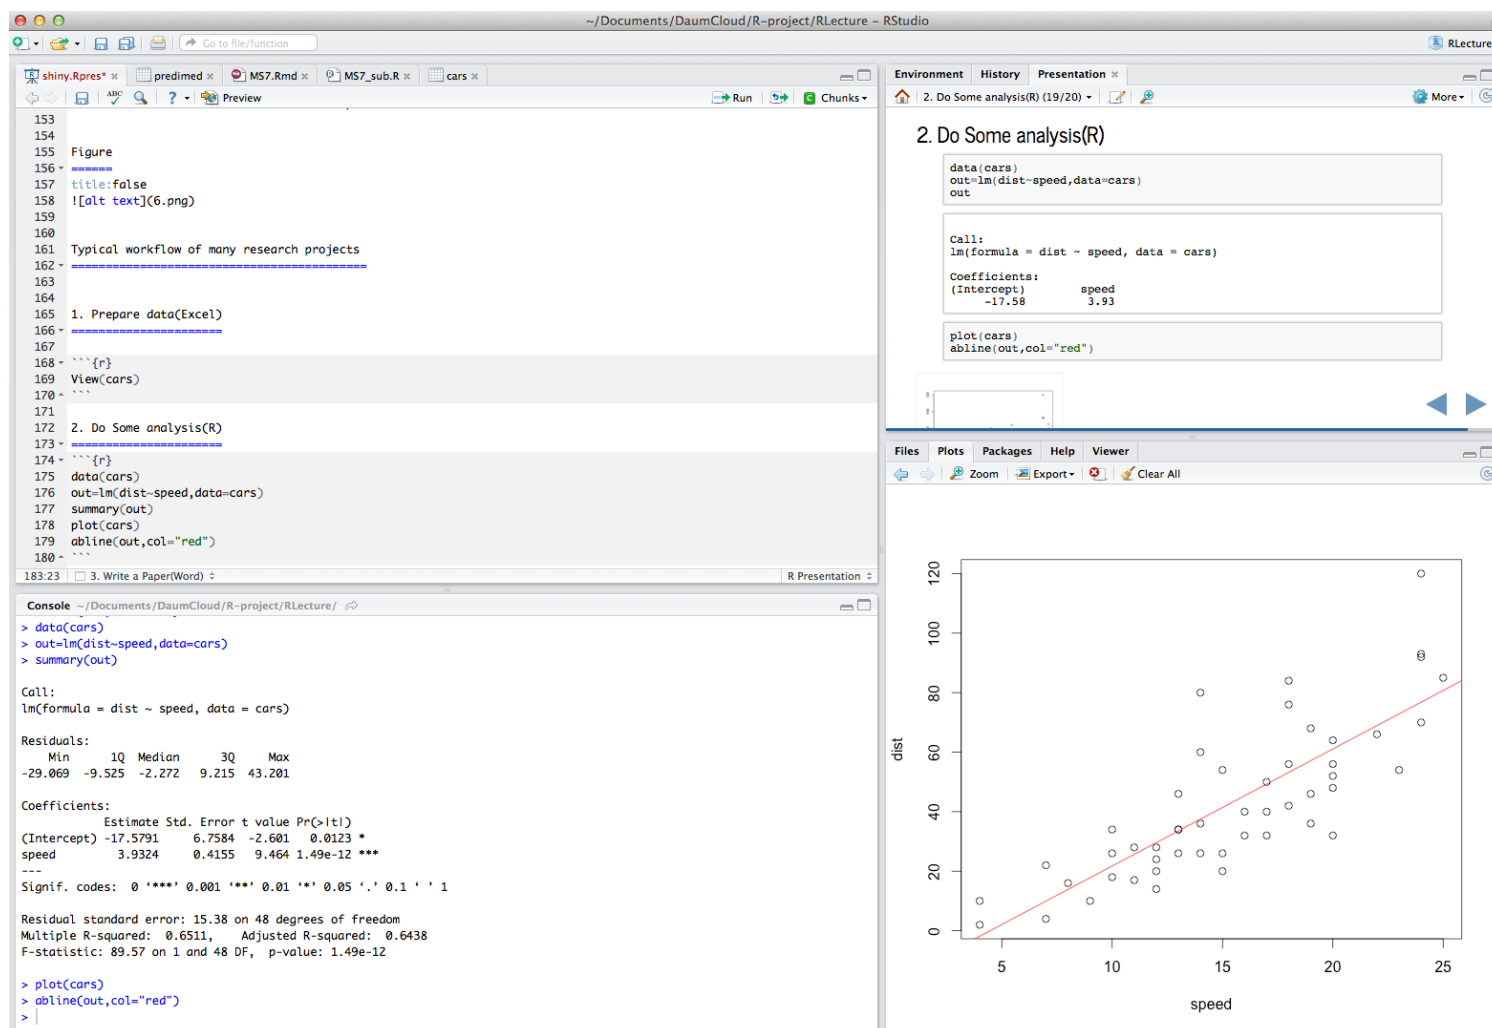 ~/Documents/DaumCloud/R-project/RLecture – RStudio
Go to file/function
RLecture
shiny.Rpres* predimed MS7.Rmd MS7_sub.R cars
ABC ? Preview Run Chunks
153
154
155 Figure
156 ======
157 title:false
158 ![alt text](6.png)
159
160
161 Typical workflow of many research projects
162 ===========================================
163
164
165 1. Prepare data(Excel)
166 ======================
167
168 ```{r}
169 View(cars)
170 ```
171
172 2. Do Some analysis(R)
173 ======================
174 ```{r}
175 data(cars)
176 out=lm(dist~speed,data=cars)
177 summary(out)
178 plot(cars)
179 abline(out,col="red")
180 ```
183:23 3. Write a Paper(Word) R Presentation
Console ~/Documents/DaumCloud/R-project/RLecture/
> data(cars)
> out=lm(dist~speed,data=cars)
> summary(out)
Call:
lm(formula = dist ~ speed, data = cars)
Residuals:
Min 1Q Median 3Q Max
-29.069 -9.525 -2.272 9.215 43.201
Coefficients:
Estimate Std. Error t value Pr(>|t|)
(Intercept) -17.5791 6.7584 -2.601 0.0123 *
speed 3.9324 0.4155 9.464 1.49e-12 ***
---
Signif. codes: 0 ‘***’ 0.001 ‘**’ 0.01 ‘*’ 0.05 ‘.’ 0.1 ‘ ’ 1
Residual standard error: 15.38 on 48 degrees of freedom
Multiple R-squared: 0.6511, Adjusted R-squared: 0.6438
F-statistic: 89.57 on 1 and 48 DF, p-value: 1.49e-12
> plot(cars)
> abline(out,col="red")
>
Environment History Presentation
2. Do Some analysis(R) (19/20) More
2. Do Some analysis(R)
data(cars)
out=lm(dist~speed,data=cars)
out
Call:
lm(formula = dist ~ speed, data = cars)
Coefficients:
(Intercept) speed
-17.58 3.93
plot(cars)
abline(out,col="red")
Files Plots Packages Help Viewer
Zoom Export Clear All
120
100
80
60
40
20
0
dist
5 10 15 20 25
speed